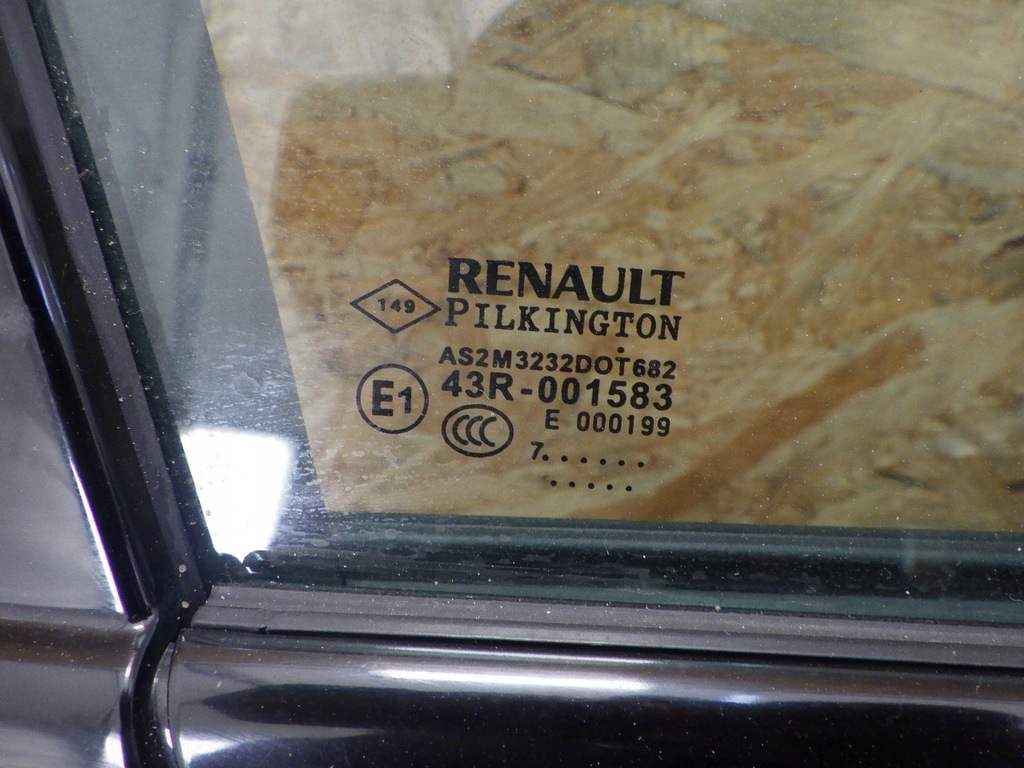 RENAULT
149
PILKINGTON
AS2M3232DOT682
E1
43R-001583
CCC
E 000199
7......
.....